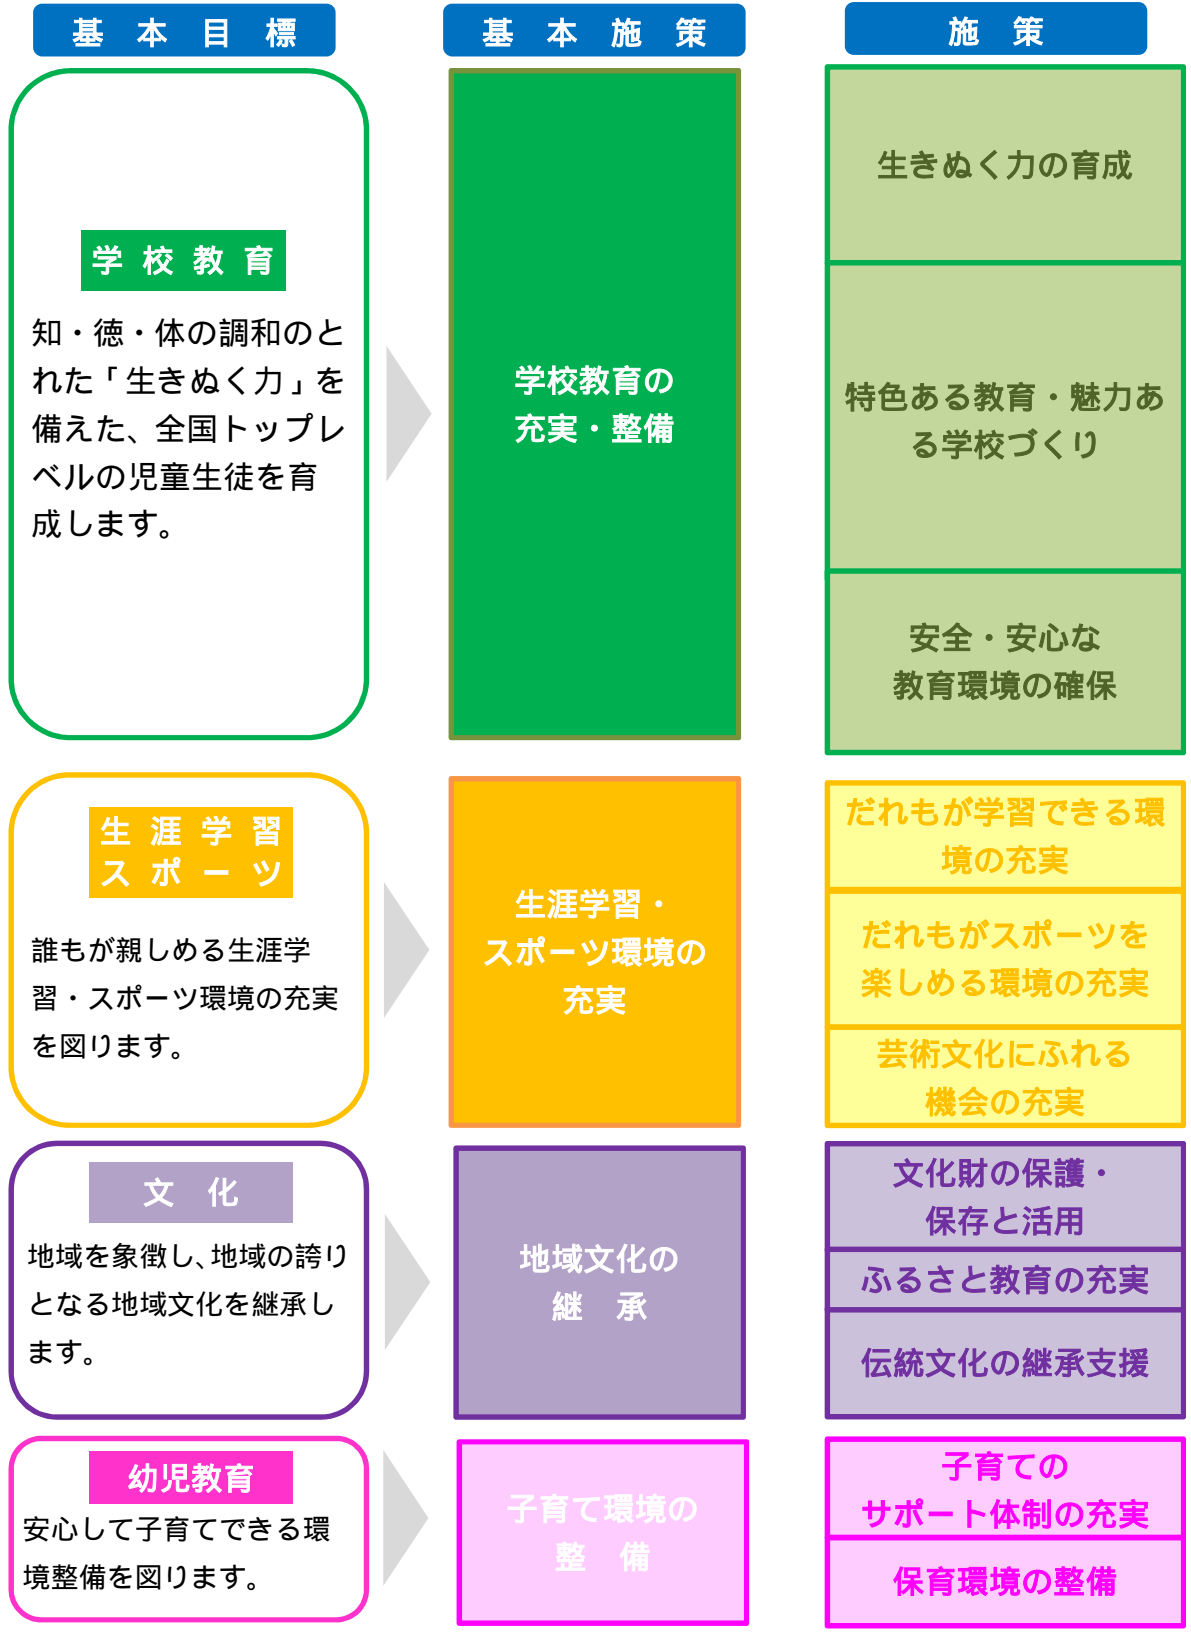 基 本 目 標
基 本 施 策
施 策
学 校 教 育
知・徳・体の調和のと
れた「生きぬく力」を
備えた、全国トップレ
ベルの児童生徒を育
成します。
学校教育の
充実・整備
生きぬく力の育成
特色ある教育・魅力あ
る学校づくり
安全・安心な
教育環境の確保
生 涯 学 習
ス ポ ー ツ
誰もが親しめる生涯学
習・スポーツ環境の充実
を図ります。
生涯学習・
スポーツ環境の
充実
だれもが学習できる環
境の充実
だれもがスポーツを
楽しめる環境の充実
芸術文化にふれる
機会の充実
文 化
地域を象徴し、地域の誇り
となる地域文化を継承し
ます。
地域文化の
継 承
文化財の保護・
保存と活用
ふるさと教育の充実
伝統文化の継承支援
幼児教育
安心して子育てできる環
境整備を図ります。
子育て環境の
整 備
子育ての
サポート体制の充実
保育環境の整備